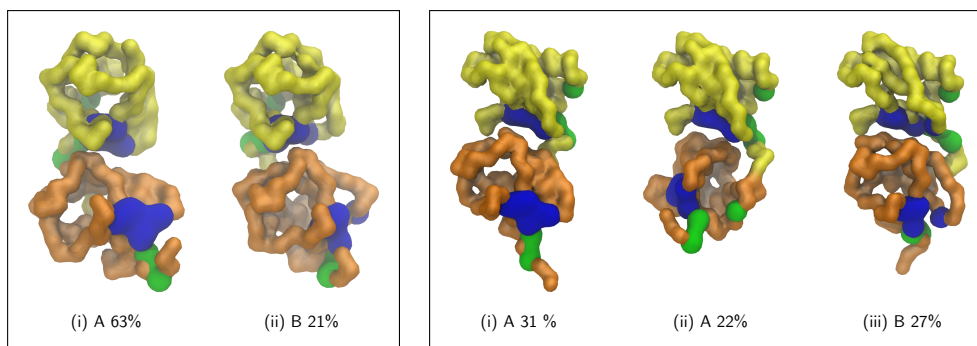 (i) A 63%
(ii) B 21%
(i) A 31 %
(ii) A 22%
(iii) B 27%